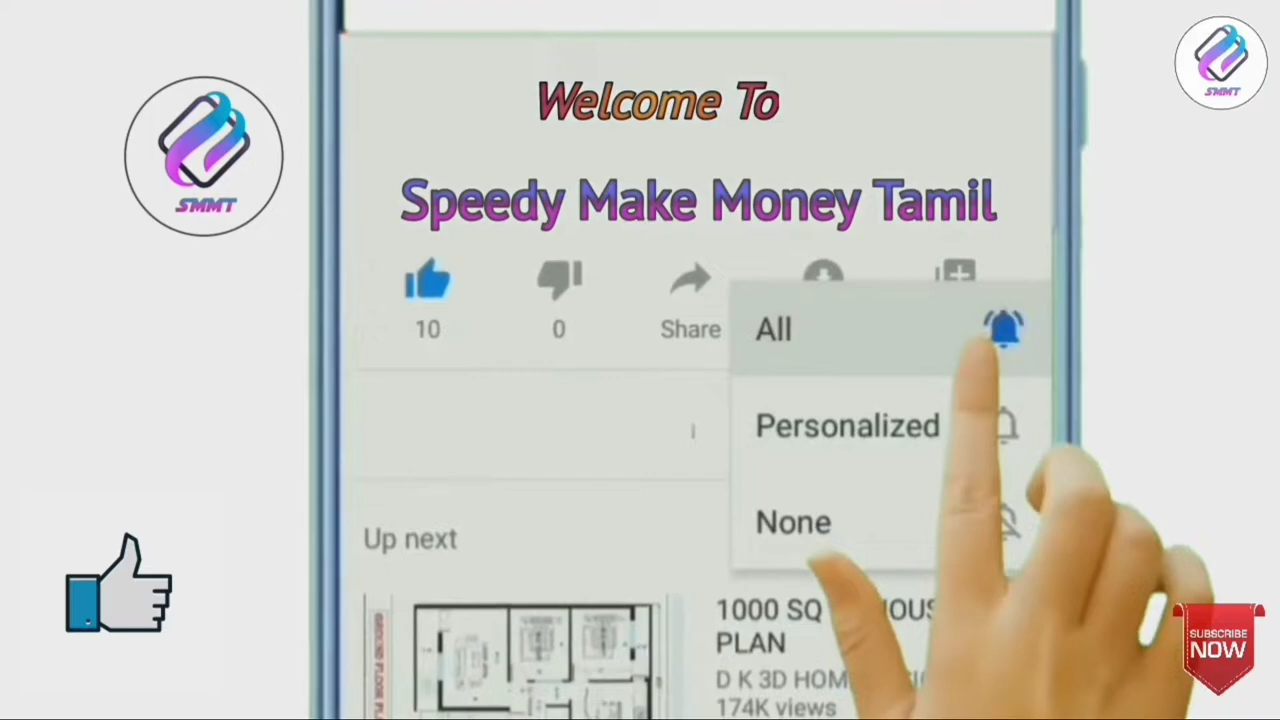 Welcome To
SMMT
SMMT
Speedy Make Money Tamil
10
0
Share
All
Personalized
None
Up next
1000 SQ
PLAN
D K 3D HOM
174K views
SUBSCRIBE
NOW